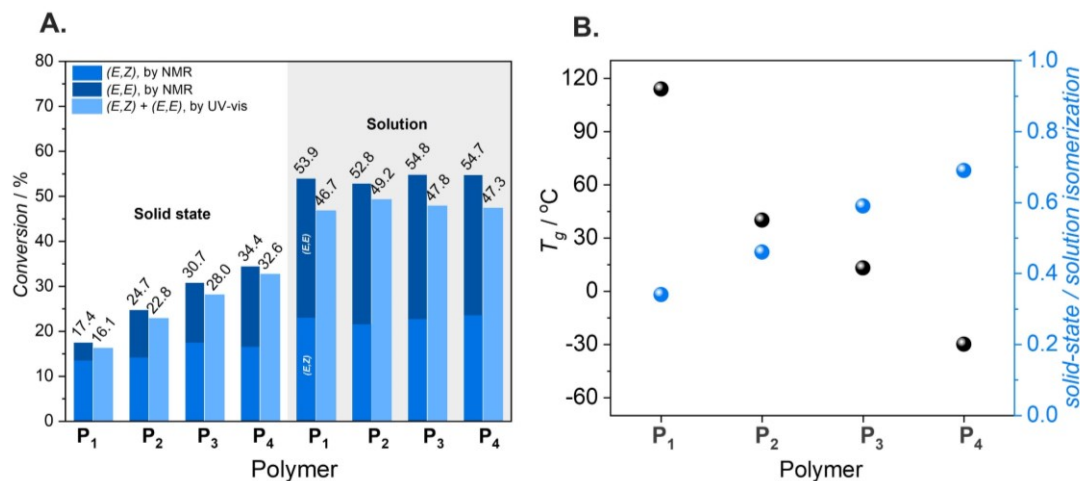 A.
(E,Z), by NMR
(E,E), by NMR
(E,Z) + (E,E), by UV-vis
Solid state
Solution
17.4
16.1
24.7
22.8
30.7
28.0
34.4
32.6
53.9
46.7
52.8
49.2
54.8
47.8
54.7
47.3
(E,E)
(E,Z)
Conversion / %
80
70
60
50
40
30
20
10
0
P₁ P₂ P₃ P₄ P₁ P₂ P₃ P₄
Polymer
B.
T_g / °C
120
90
60
30
0
-30
-60
1.0
0.8
0.6
0.4
0.2
0.0
solid-state / solution isomerization
P₁ P₂ P₃ P₄
Polymer